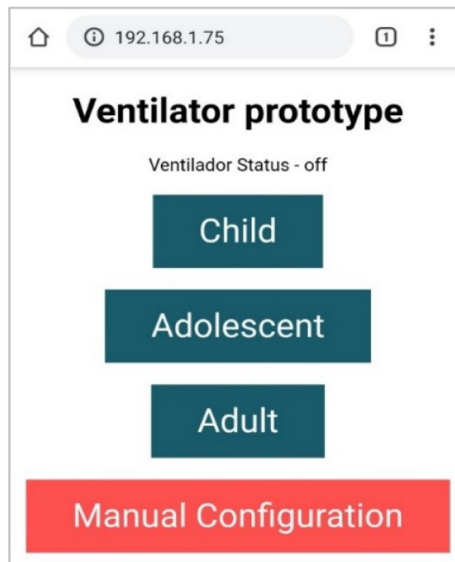 192.168.1.75
1
Ventilator prototype
Ventilador Status - off
Child
Adolescent
Adult
Manual Configuration